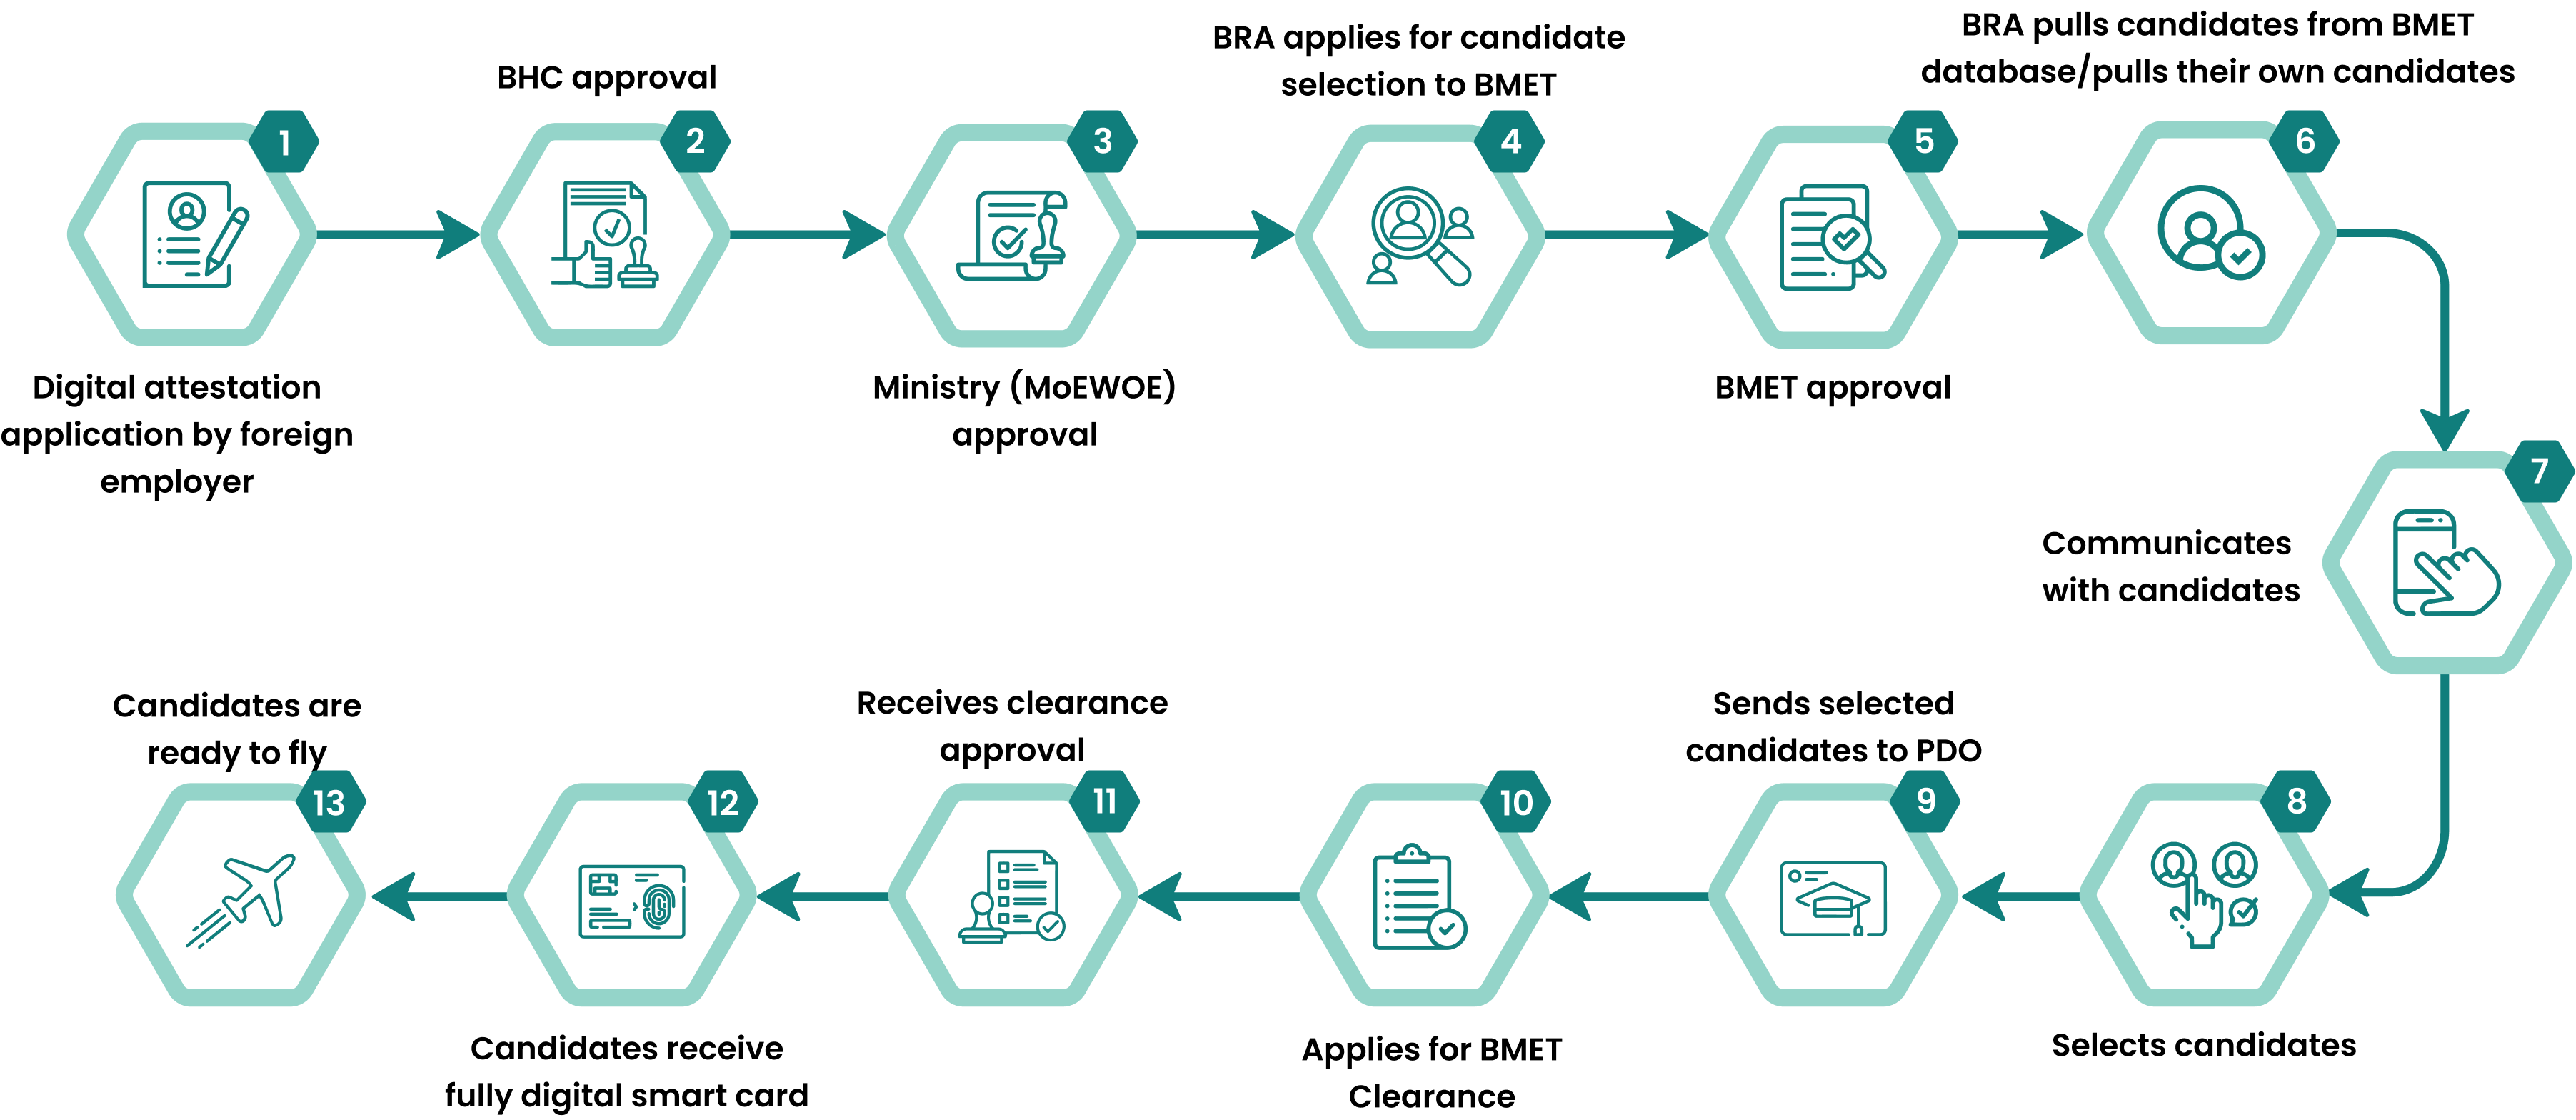 1
Digital attestation
application by foreign
employer
BHC approval
2
3
Ministry (MoEWOE)
approval
BRA applies for candidate
selection to BMET
4
5
BMET approval
BRA pulls candidates from BMET
database/pulls their own candidates
6
7
Communicates
with candidates
8
Selects candidates
Sends selected
candidates to PDO
9
10
Applies for BMET
Clearance
Receives clearance
approval
11
12
Candidates receive
fully digital smart card
Candidates are
ready to fly
13